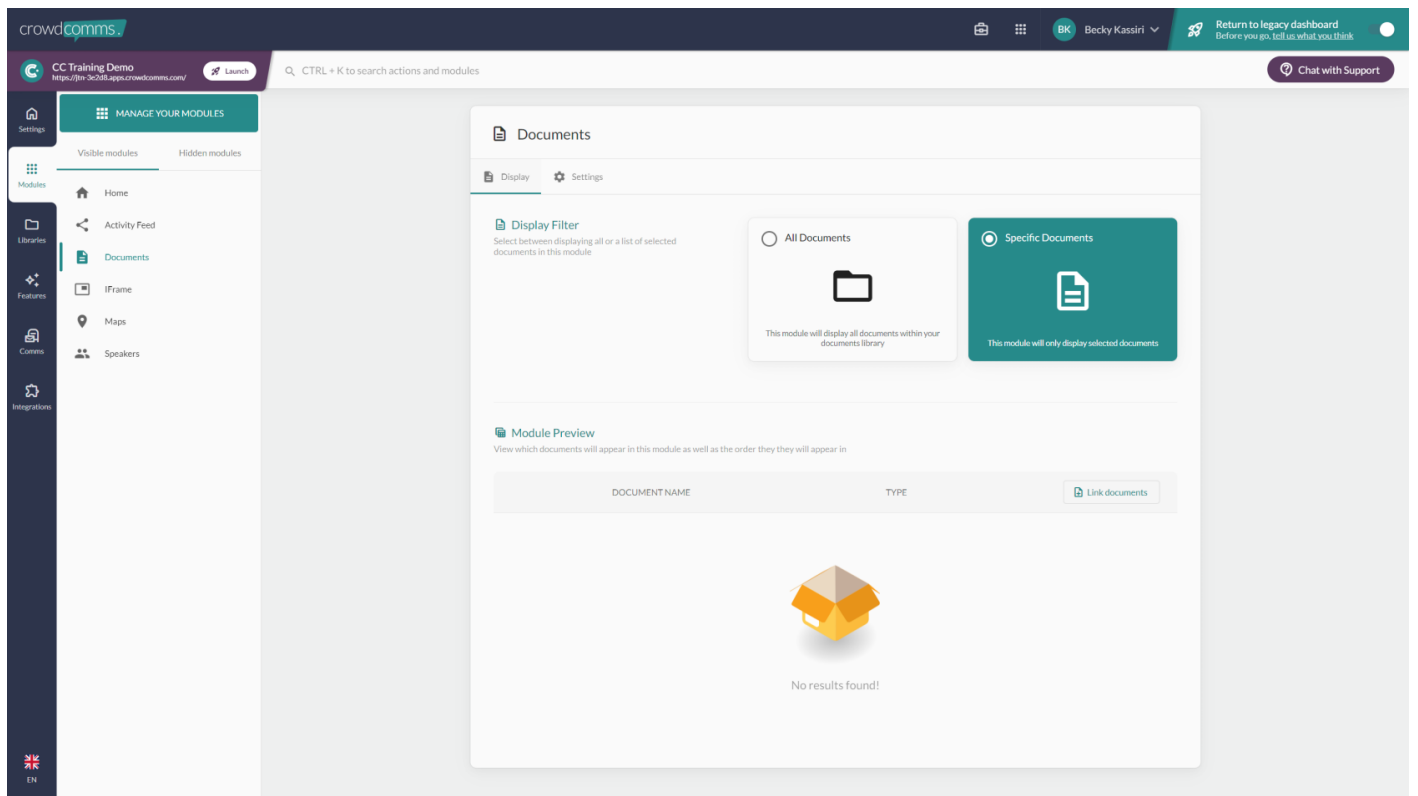 crowdcomms.
BK
Becky Kassiri
Return to legacy dashboard
Before you go, tell us what you think
CC Training Demo
https://jtn-3e2d8.apps.crowdcomms.com/
Launch
CTRL + K to search actions and modules
Chat with Support
Settings
Modules
Libraries
Features
Comms
Integrations
EN
MANAGE YOUR MODULES
Visible modules
Hidden modules
Home
Activity Feed
Documents
IFrame
Maps
Speakers
Documents
Display
Settings
Display Filter
Select between displaying all or a list of selected
documents in this module
All Documents
This module will display all documents within your
documents library
Specific Documents
This module will only display selected documents
Module Preview
View which documents will appear in this module as well as the order they they will appear in
DOCUMENT NAME
TYPE
Link documents
No results found!